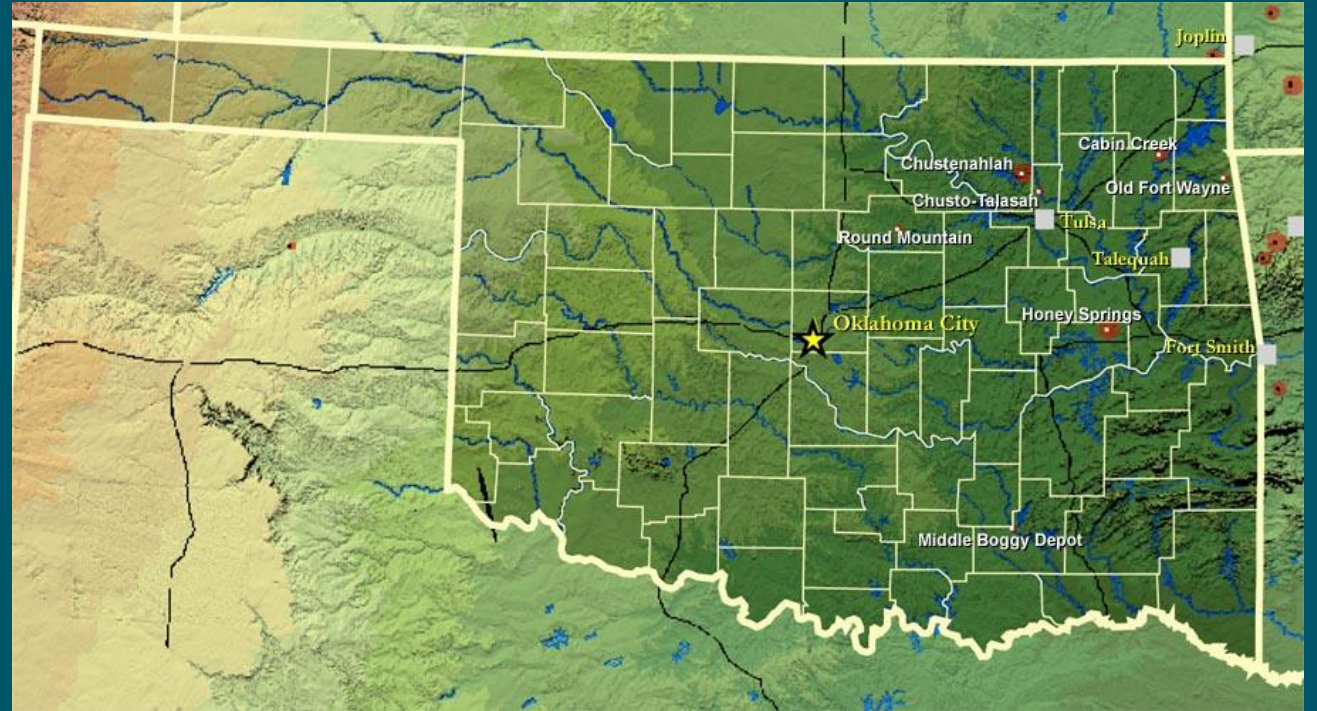 Joplin
Cabin Creek
Chustenahlah
Old Fort Wayne
Chusto-Talasah
Tulsa
Round Mountain
Talequah
Honey Springs
Oklahoma City
Fort Smith
Middle Boggy Depot